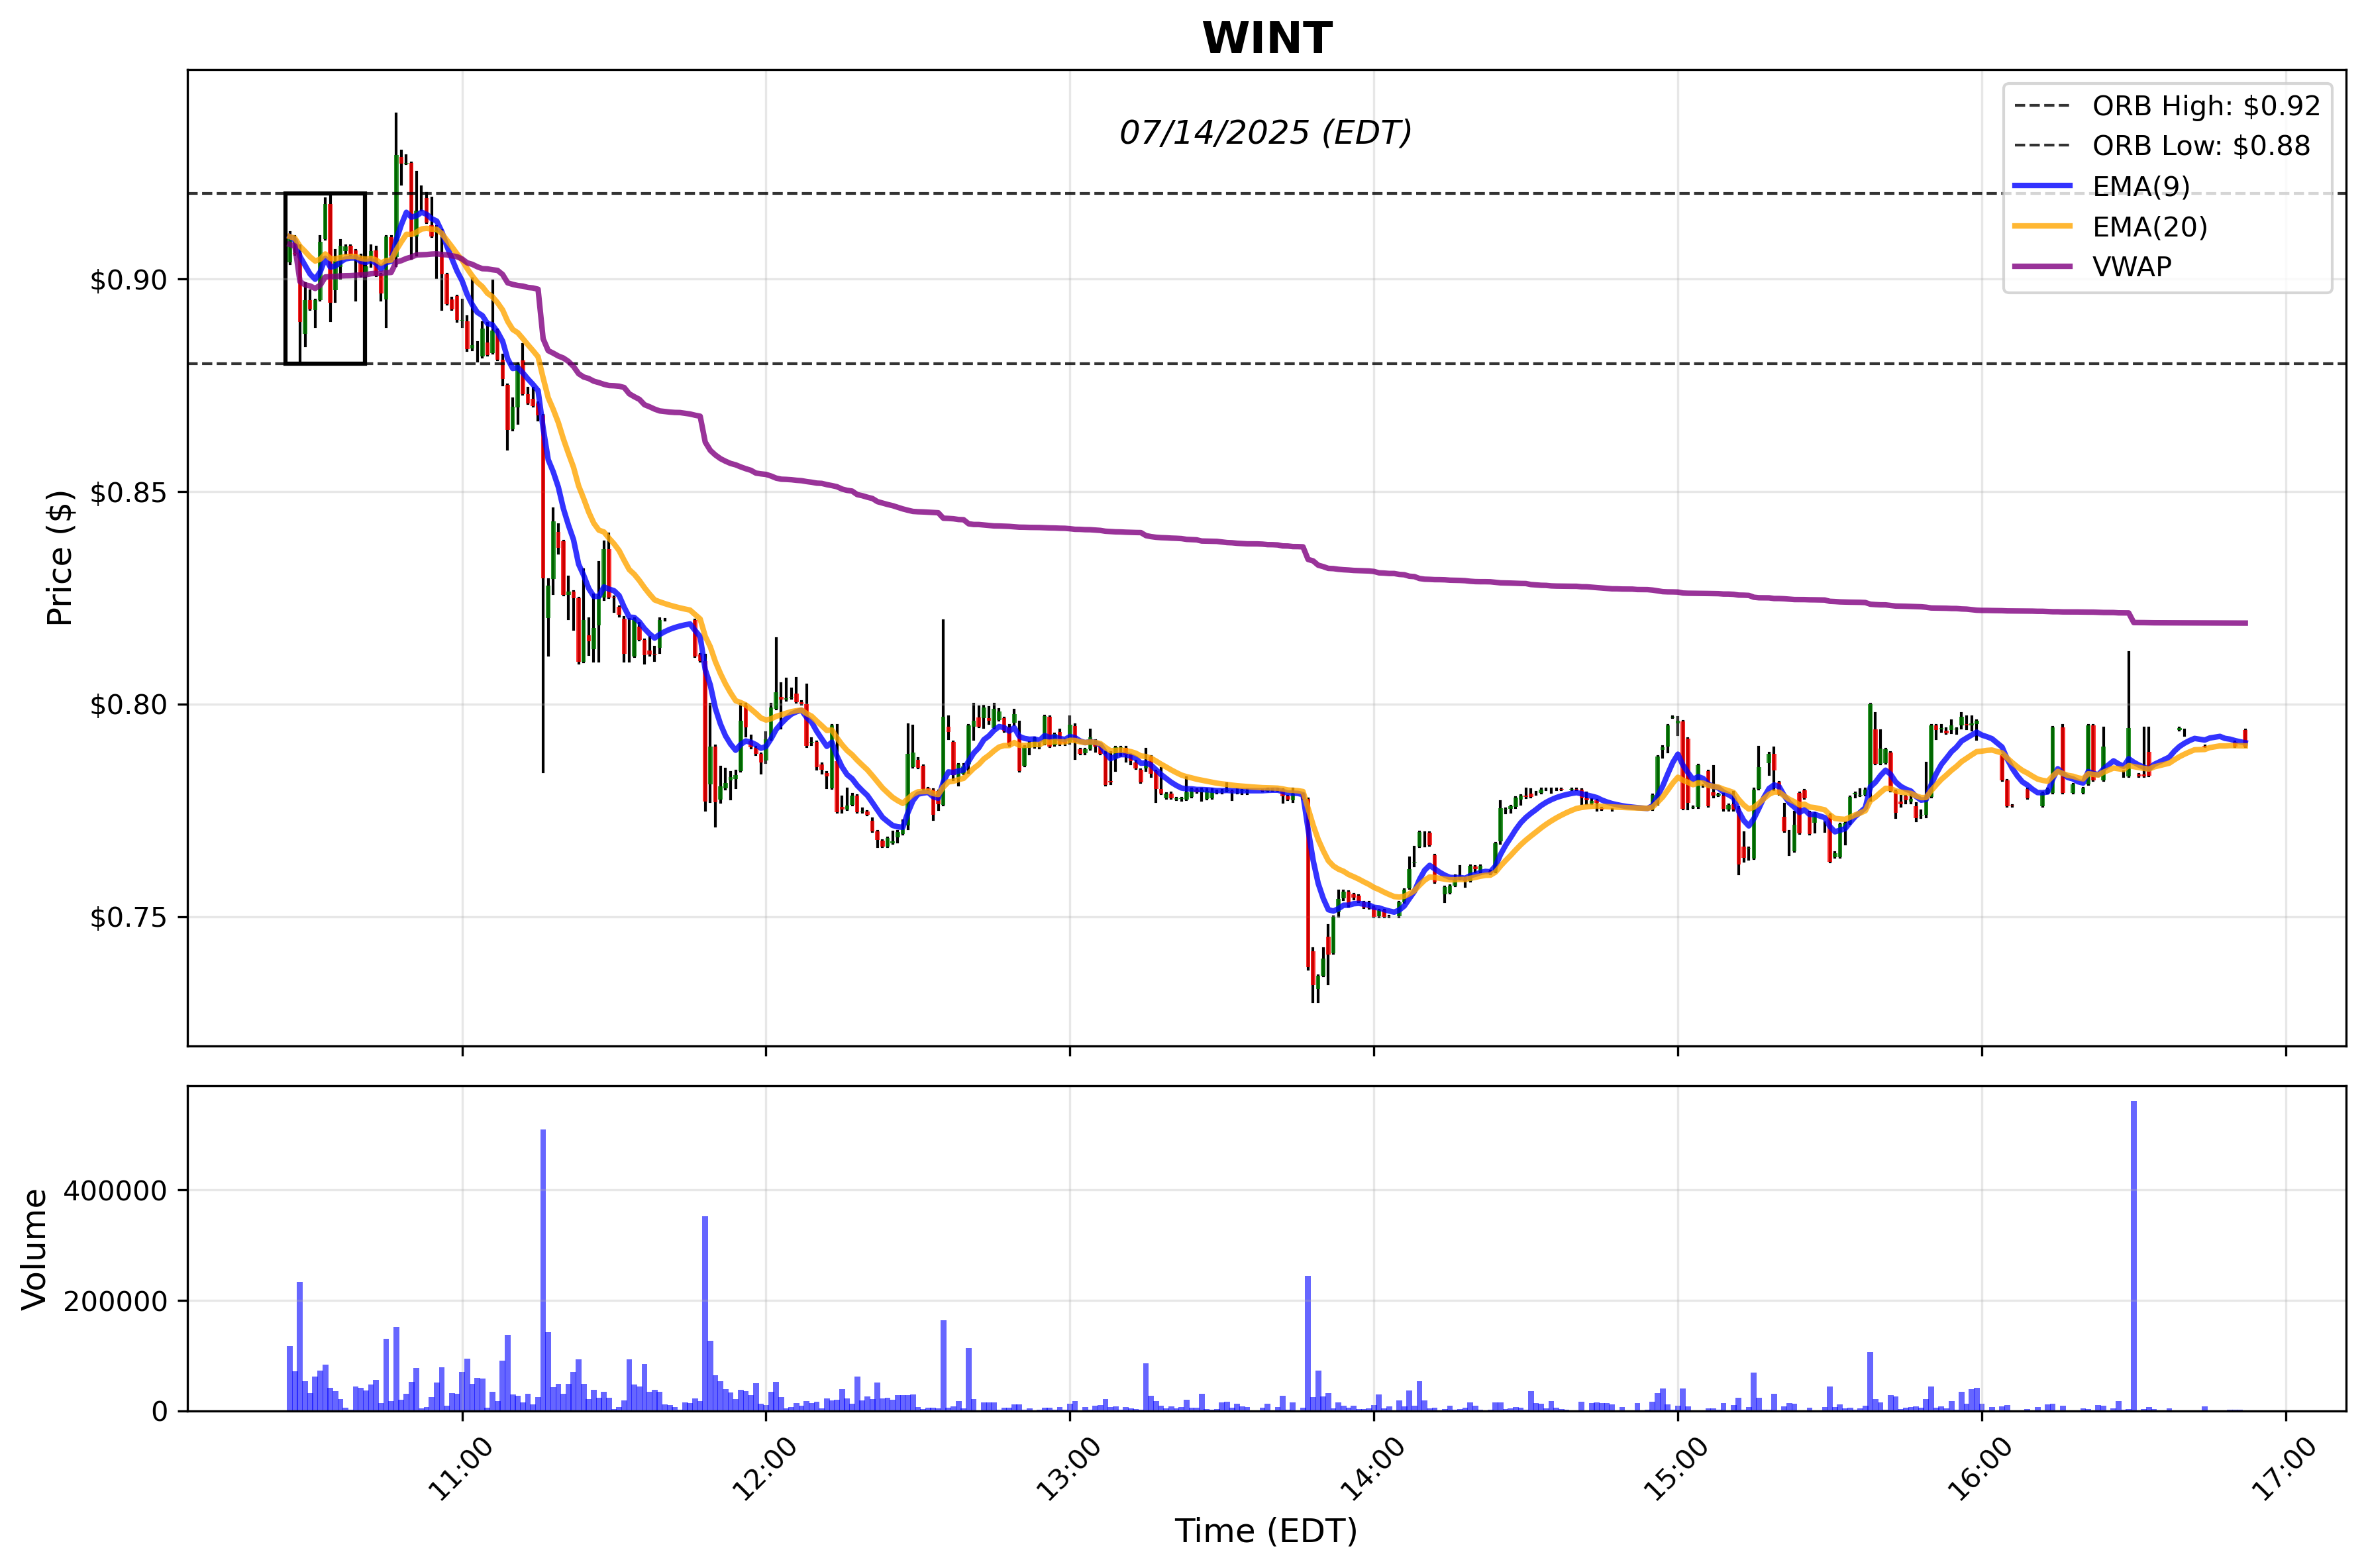 WINT
07/14/2025 (EDT)
ORB High: $0.92
ORB Low: $0.88
EMA(9)
EMA(20)
VWAP
Price ($)
$0.90
$0.85
$0.80
$0.75
Volume
400000
200000
0
11:00
12:00
13:00
14:00
15:00
16:00
17:00
Time (EDT)